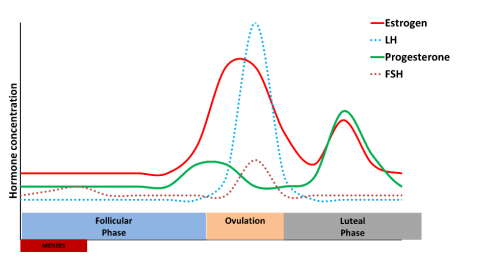 Estrogen
LH
Progesterone
FSH
Hormone concentration
Follicular
Phase
Ovulation
Luteal
Phase
MENSES